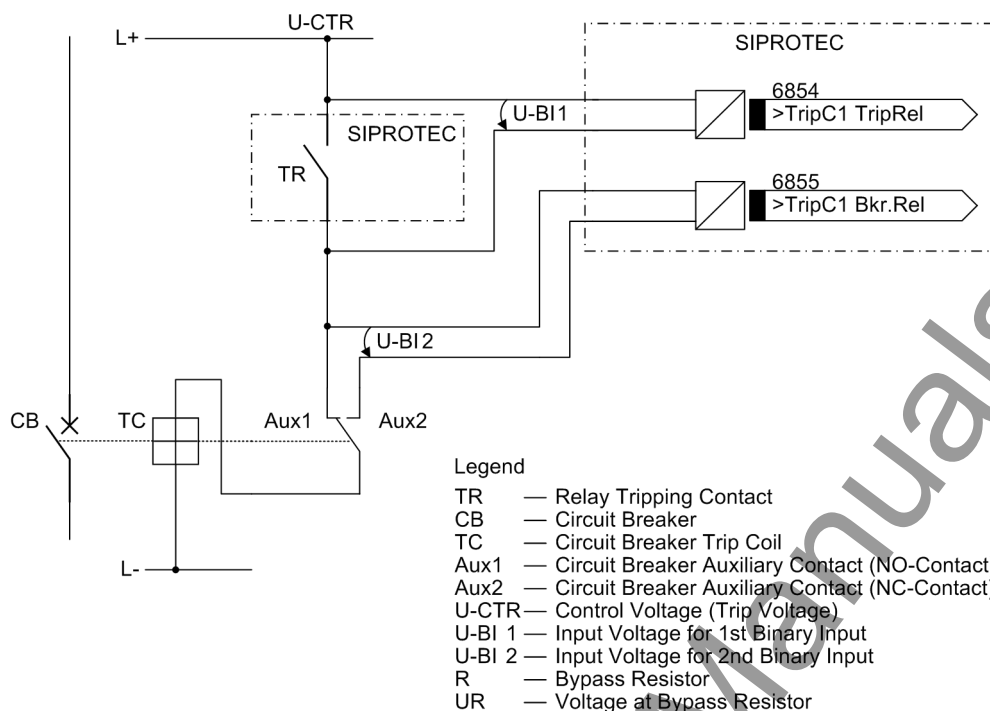 U-CTR
L+
SIPROTEC
6854
>TripC1 TripRel
U-BI1
SIPROTEC
TR
6855
>TripC1 Bkr.Rel
U-BI2
CB
TC
Aux1
Aux2
L-
Legend
TR — Relay Tripping Contact
CB — Circuit Breaker
TC — Circuit Breaker Trip Coil
Aux1 — Circuit Breaker Auxiliary Contact (NO-Contact
Aux2 — Circuit Breaker Auxiliary Contact (NC-Contact)
U-CTR — Control Voltage (Trip Voltage)
U-BI 1 — Input Voltage for 1st Binary Input
U-BI 2 — Input Voltage for 2nd Binary Input
R — Bypass Resistor
UR — Voltage at Bypass Resistor
Manuals